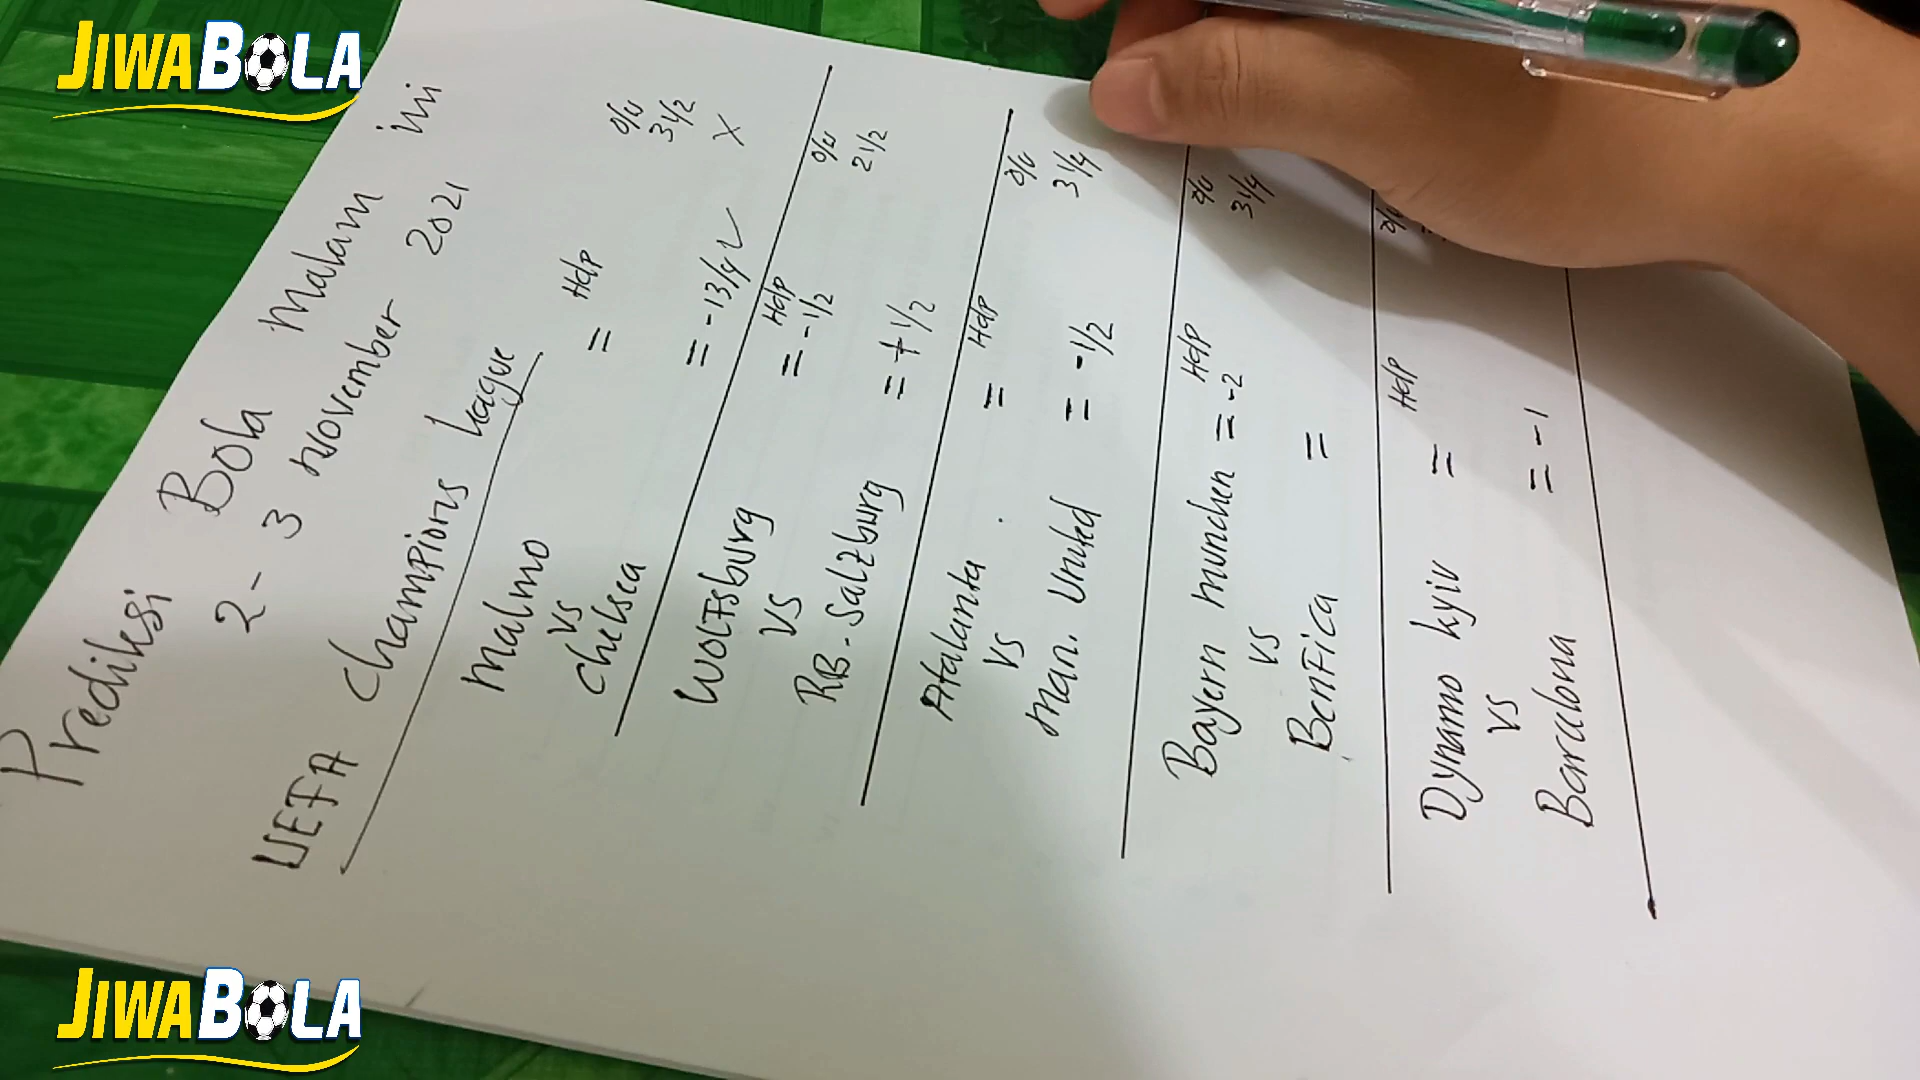 JIWABOLA
Prediksi Bola Malam ini
2 - 3 November 2021
UEFA Champions League
Malmo = Hdp O/U
vs 3 1/2
Chelsea = -1 3/4 ✓ X
Wolfsburg = -1/2 Hdp O/U
vs 2 1/2
RB. Salzburg = + 1/2
Atalanta = Hdp O/U
vs 3 1/4
Man. United = -1/2
Bayern munchen = -2 Hdp O/U
vs 3 1/4
Benfica =
Dynamo kyiv = Hdp O/U
vs
Barcelona = -1
JIWABOLA